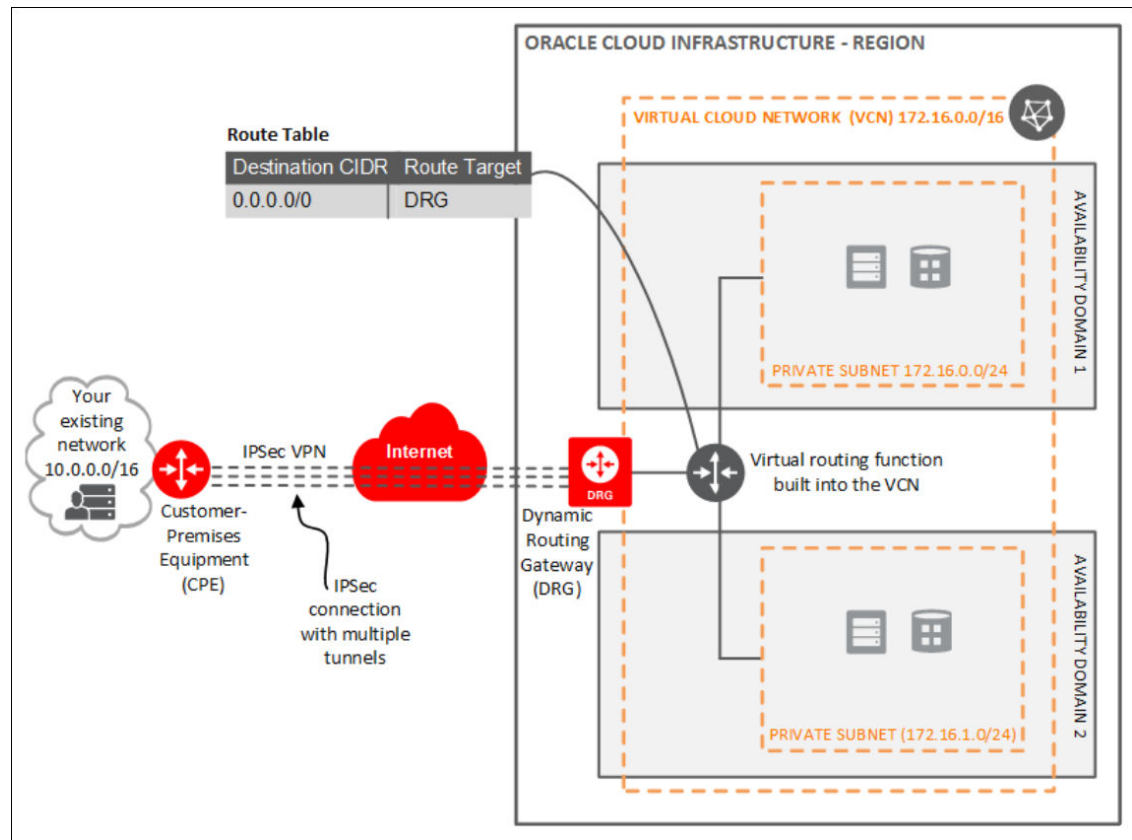 ORACLE CLOUD INFRASTRUCTURE - REGION
VIRTUAL CLOUD NETWORK (VCN) 172.16.0.0/16
Route Table
Destination CIDR Route Target
0.0.0.0/0 DRG
AVAILABILITY DOMAIN 1
PRIVATE SUBNET 172.16.0.0/24
Your
existing
network
10.0.0.0/16
IPSec VPN
Internet
DRG
Virtual routing function
built into the VCN
Customer-
Premises
Equipment
(CPE)
Dynamic
Routing
Gateway
(DRG)
IPSec
connection
with multiple
tunnels
AVAILABILITY DOMAIN 2
PRIVATE SUBNET (172.16.1.0/24)